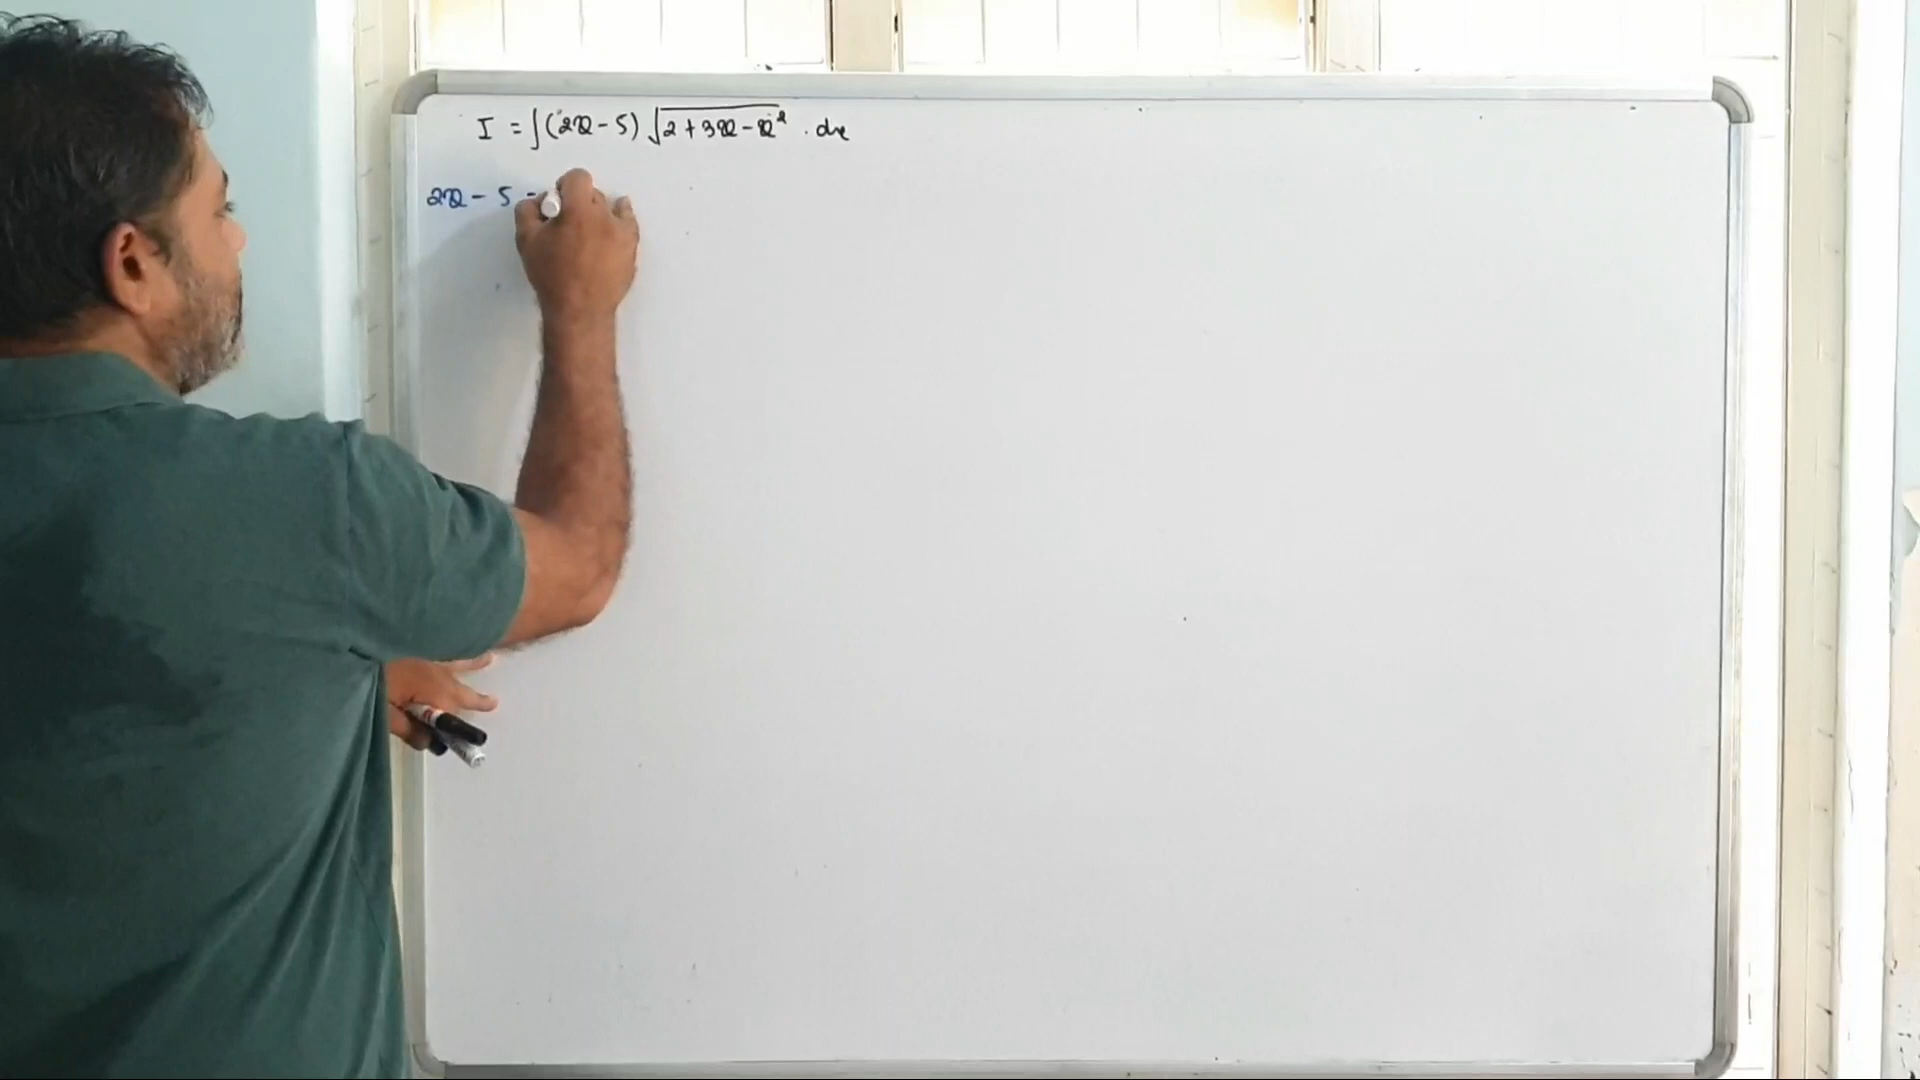 I = ∫(2x - 5) √2 + 3x - x² . dx
2x - 5 =